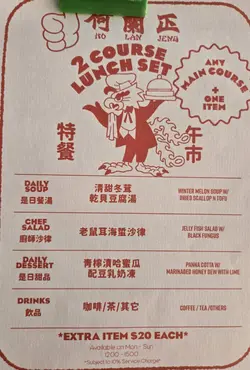 荷蘭正
HO LAN JENG
2 COURSE
LUNCH SET
ANY
MAIN COURSE
+
ONE
ITEM
特餐
午市
DAILY
SOUP
是日餐湯
清甜冬茸
乾貝豆腐湯
WINTER MELON SOUP W/
DRIED SCALLOP N TOFU
CHEF
SALAD
廚師沙律
老鼠耳海蜇沙律
JELLY FISH SALAD W/
BLACK FUNGUS
DAILY
DESSERT
是日甜品
青檸漬哈蜜瓜
配豆乳奶凍
PANNA COTTA W/
MARINADED HONEY DEW WITH LIME
DRINKS
飲品
咖啡/茶/其它
COFFEE / TEA / OTHERS
*EXTRA ITEM $20 EACH*
Available on Mon - Sun
12:00 - 15:00
*Subject to 10% Service Charge*